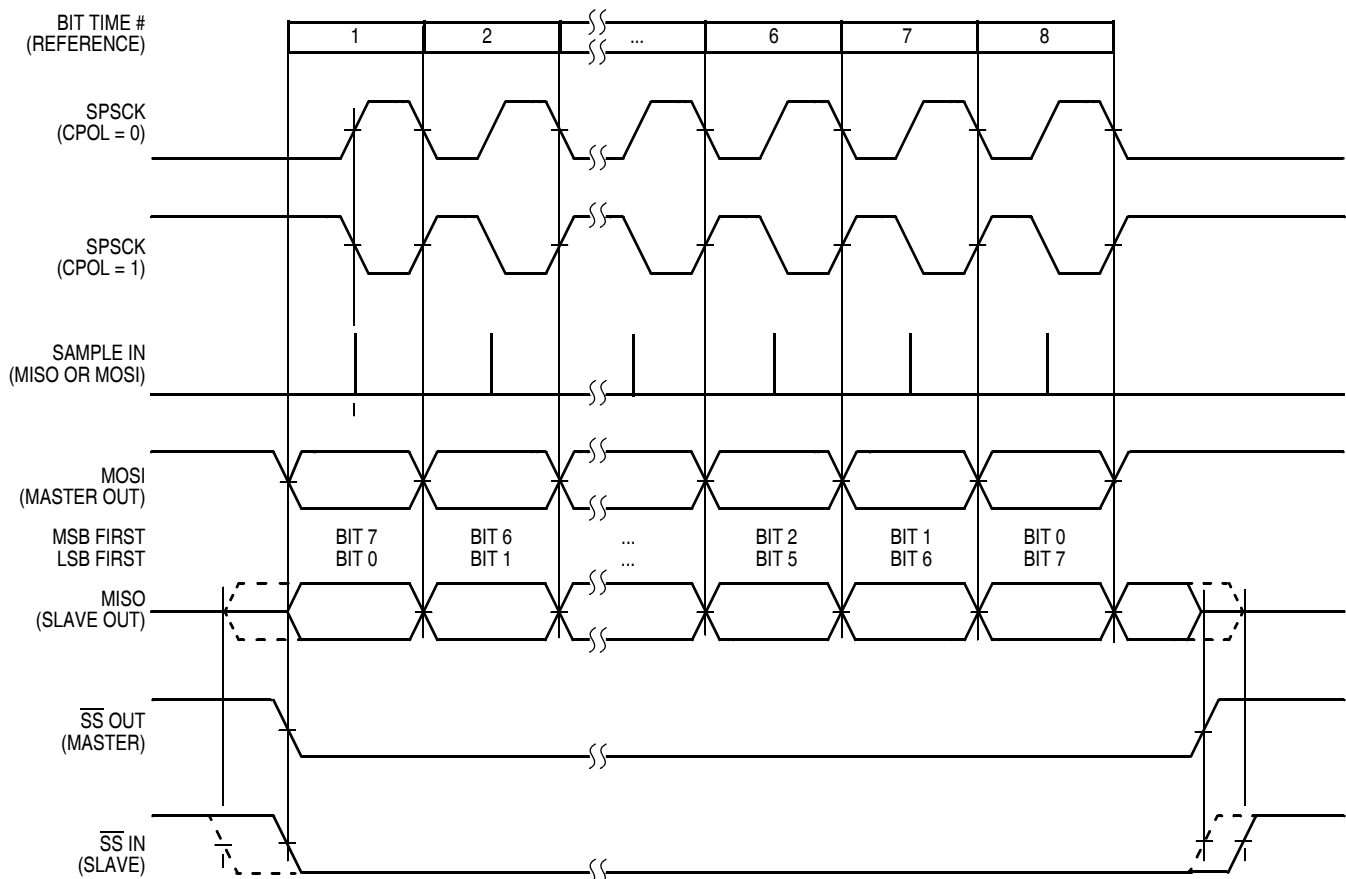 BIT TIME #
(REFERENCE)
1 2 ... 6 7 8
SPSCK
(CPOL = 0)
SPSCK
(CPOL = 1)
SAMPLE IN
(MISO OR MOSI)
MOSI
(MASTER OUT)
MSB FIRST BIT 7 BIT 6 ... BIT 2 BIT 1 BIT 0
LSB FIRST BIT 0 BIT 1 ... BIT 5 BIT 6 BIT 7
MISO
(SLAVE OUT)
S̅S̅ OUT
(MASTER)
S̅S̅ IN
(SLAVE)